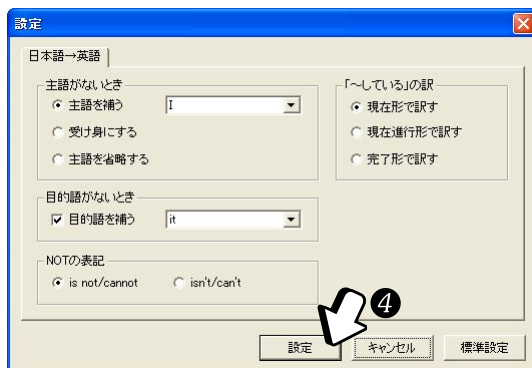 設定
日本語→英語
主語がないとき
主語を補う I
受け身にする
主語を省略する
「~している」の訳
現在形で訳す
現在進行形で訳す
完了形で訳す
目的語がないとき
目的語を補う it
NOTの表記
is not/cannot isn't/can't
❹
設定 キャンセル 標準設定